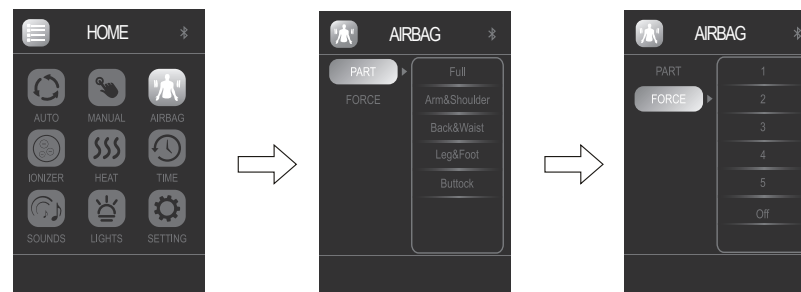 HOME
AUTO MANUAL AIRBAG
IONIZER HEAT TIME
SOUNDS LIGHTS SETTING
AIRBAG
PART
FORCE
Full
Arm&Shoulder
Back&Waist
Leg&Foot
Buttock
AIRBAG
PART
FORCE
1
2
3
4
5
Off